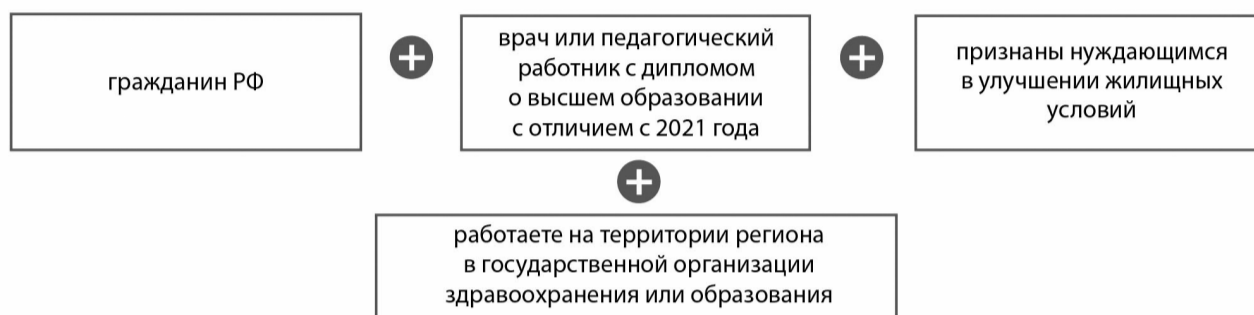 гражданин РФ
врач или педагогический
работник с дипломом
о высшем образовании
с отличием с 2021 года
признаны нуждающимся
в улучшении жилищных
условий
работаете на территории региона
в государственной организации
здравоохранения или образования